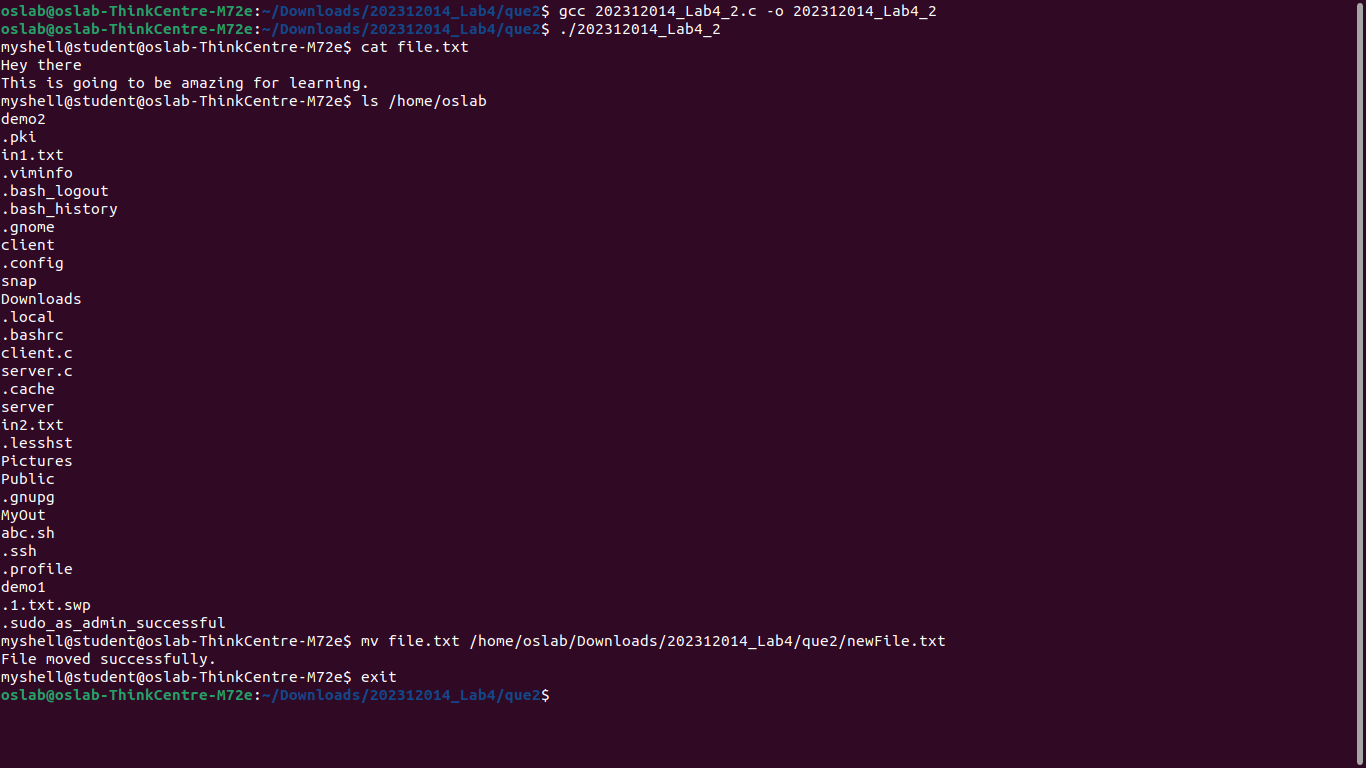 oslab@oslab-ThinkCentre-M72e:~/Downloads/202312014_Lab4/que2$ gcc 202312014_Lab4_2.c -o 202312014_Lab4_2
oslab@oslab-ThinkCentre-M72e:~/Downloads/202312014_Lab4/que2$ ./202312014_Lab4_2
myshell@student@oslab-ThinkCentre-M72e$ cat file.txt
Hey there
This is going to be amazing for learning.
myshell@student@oslab-ThinkCentre-M72e$ ls /home/oslab
demo2
.pki
in1.txt
.viminfo
.bash_logout
.bash_history
.gnome
client
.config
snap
Downloads
.local
.bashrc
client.c
server.c
.cache
server
in2.txt
.lesshst
Pictures
Public
.gnupg
MyOut
abc.sh
.ssh
.profile
demo1
.1.txt.swp
.sudo_as_admin_successful
myshell@student@oslab-ThinkCentre-M72e$ mv file.txt /home/oslab/Downloads/202312014_Lab4/que2/newFile.txt
File moved successfully.
myshell@student@oslab-ThinkCentre-M72e$ exit
oslab@oslab-ThinkCentre-M72e:~/Downloads/202312014_Lab4/que2$